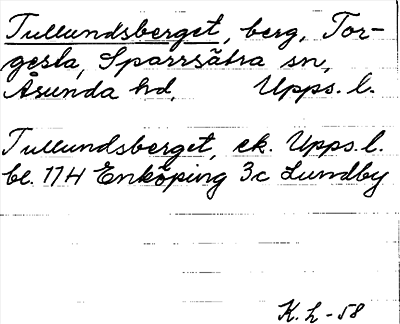 Tullundsberget, berg, Tor-
gesta, Sparrsätra sn,
Åsunda hd, Upps. l.
Tullundsberget, ek. Upps. l.
bl. 11H Enköping 3c Lundby
K. L-58